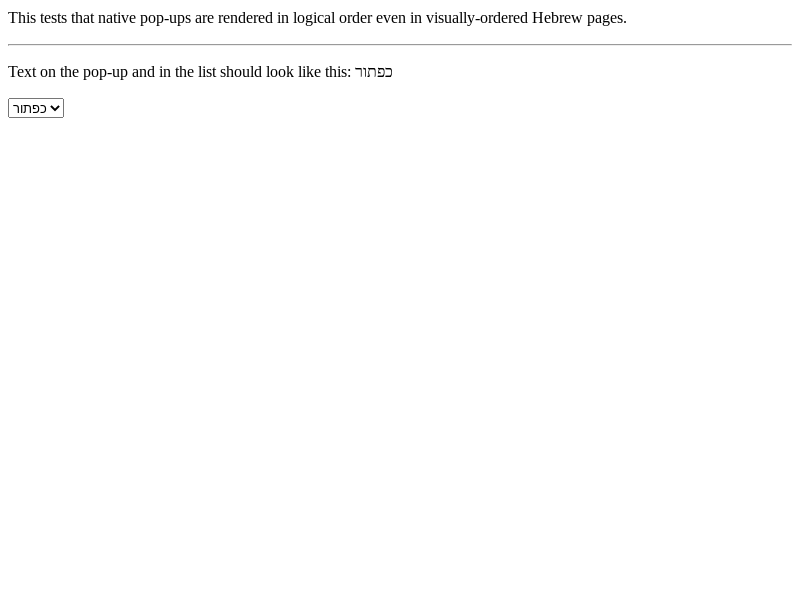 This tests that native pop-ups are rendered in logical order even in visually-ordered Hebrew pages.
Text on the pop-up and in the list should look like this: כפתור
כפתור